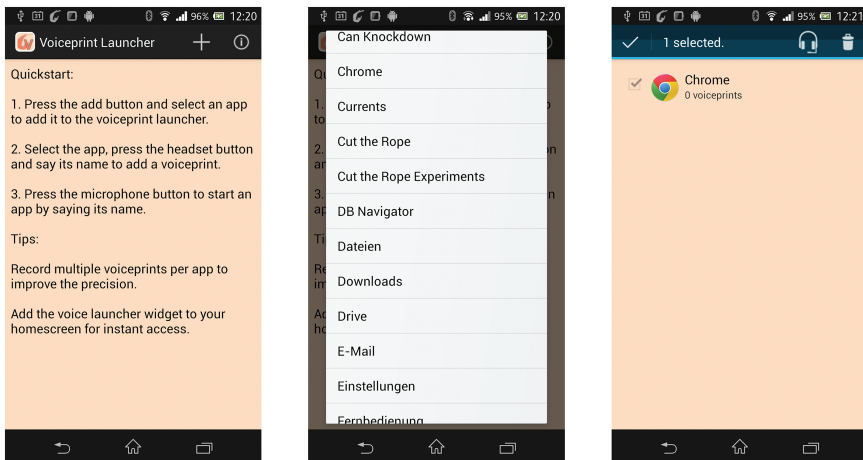 96% 12:20
Voiceprint Launcher
Quickstart:
1. Press the add button and select an app
to add it to the voiceprint launcher.
2. Select the app, press the headset button
and say its name to add a voiceprint.
3. Press the microphone button to start an
app by saying its name.
Tips:
Record multiple voiceprints per app to
improve the precision.
Add the voice launcher widget to your
homescreen for instant access.
31 95% 12:20
Can Knockdown
Chrome
Currents
Cut the Rope
Cut the Rope Experiments
DB Navigator
Dateien
Downloads
Drive
E-Mail
Einstellungen
Fernbedienung
31 95% 12:21
1 selected.
Chrome
0 voiceprints